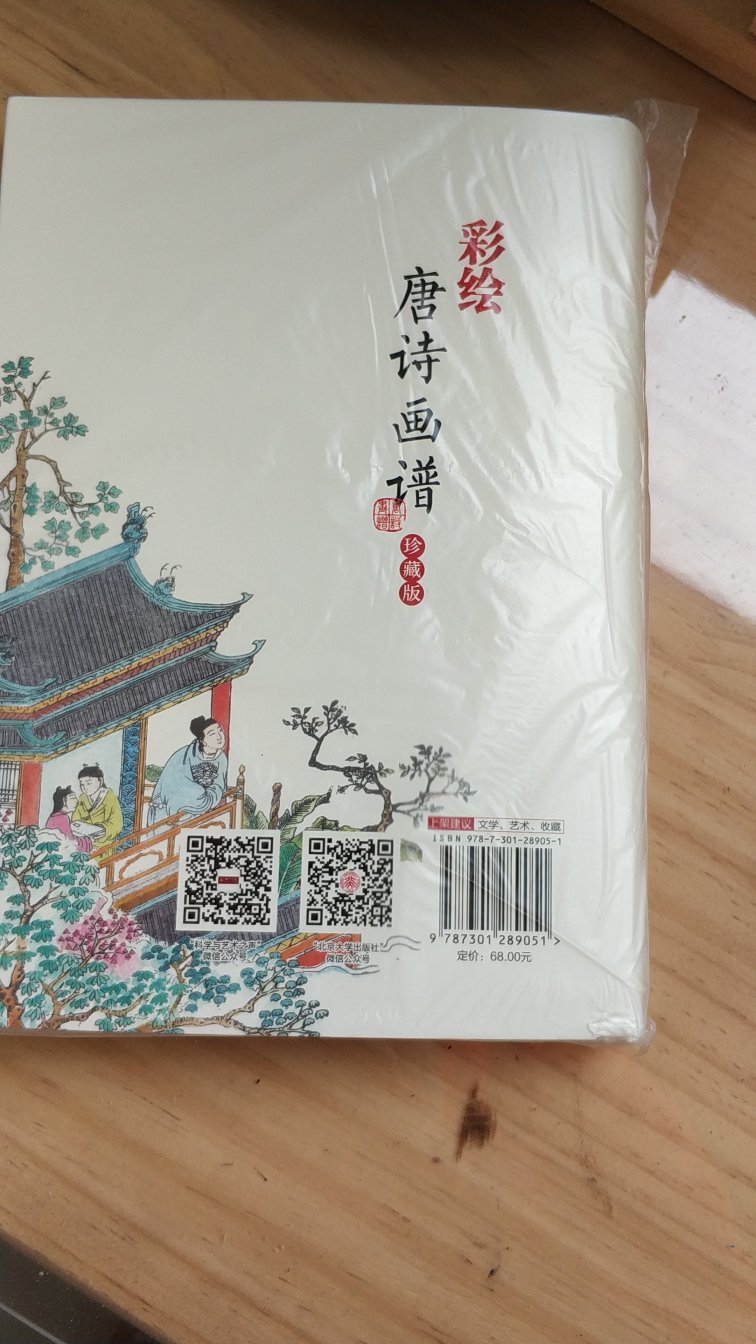 彩绘
唐诗画谱
珍藏版
上架建议 文学、艺术、收藏
ISBN 978-7-301-28905-1
9 787301 289051 >
定价：68.00元
“科学与艺术之声”
微信公众号
“北京大学出版社”
微信公众号